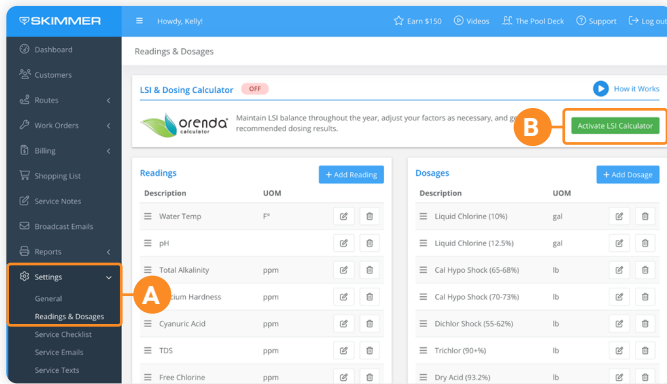 SKIMMER
Howdy, Kelly!
Earn $150
Videos
The Pool Deck
Support
Log out
Dashboard
Customers
Routes
Work Orders
Billing
Shopping List
Service Notes
Broadcast Emails
Reports
Settings
General
Readings & Dosages
Service Checklist
Service Emails
Service Texts
A
Readings & Dosages
LSI & Dosing Calculator OFF
How it Works
orenda
calculator
Maintain LSI balance throughout the year, adjust your factors as necessary, and
recommended dosing results.
B
Activate LSI Calculator
Readings
+ Add Reading
Description UOM
Water Temp F°
pH
Total Alkalinity ppm
Hardness ppm
Cyanuric Acid ppm
TDS ppm
Free Chlorine ppm
Dosages
+ Add Dosage
Description UOM
Liquid Chlorine (10%) gal
Liquid Chlorine (12.5%) gal
Cal Hypo Shock (65-68%) lb
Cal Hypo Shock (70-73%) lb
Dichlor Shock (55-62%) lb
Trichlor (90+%) lb
Dry Acid (93.2%) lb